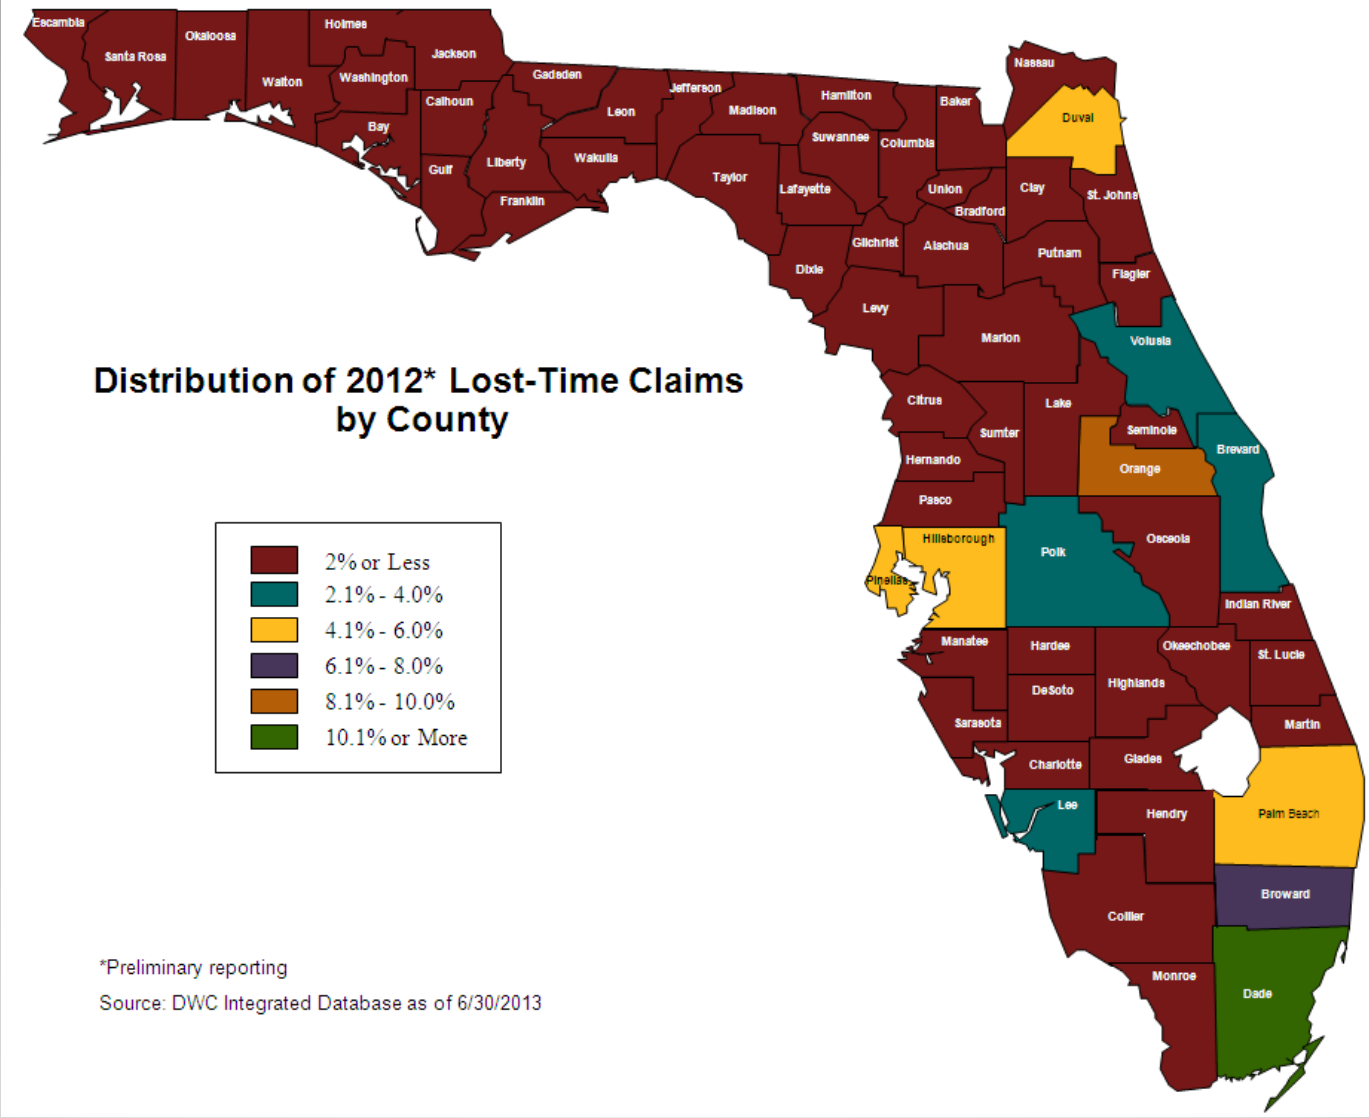 Escambia
Santa Rosa
Okaloosa
Walton
Holmes
Washington
Jackson
Bay
Calhoun
Gulf
Liberty
Gadsden
Franklin
Leon
Wakulla
Jefferson
Madison
Taylor
Hamilton
Suwannee
Lafayette
Columbia
Baker
Nassau
Duval
Union
Bradford
Clay
St. Johns
Gilchrist
Alachua
Putnam
Flagler
Dixie
Levy
Marion
Volusia
Distribution of 2012* Lost-Time Claims
by County
Citrus
Sumter
Lake
Seminole
Orange
Brevard
Hernando
Pasco
Hillsborough
Pinellas
Polk
Osceola
2% or Less
2.1% - 4.0%
4.1% - 6.0%
6.1% - 8.0%
8.1% - 10.0%
10.1% or More
Indian River
Manatee
Hardee
Okeechobee
St. Lucie
DeSoto
Highlands
Sarasota
Martin
Charlotte
Glades
Lee
Hendry
Palm Beach
Broward
Collier
Monroe
Dade
*Preliminary reporting
Source: DWC Integrated Database as of 6/30/2013